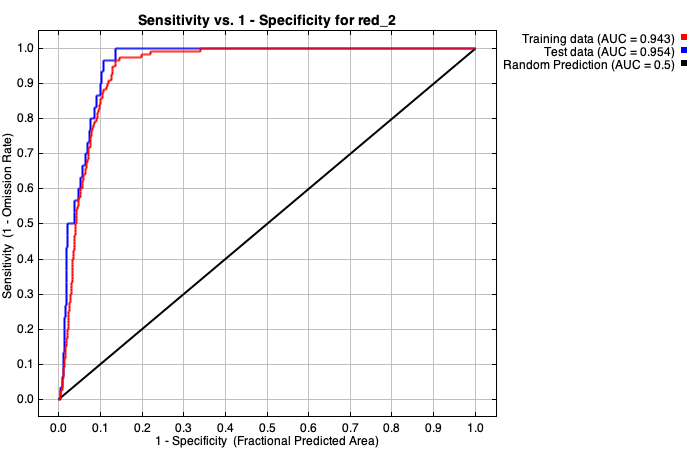 Sensitivity vs. 1 - Specificity for red_2
Training data (AUC = 0.943)
Test data (AUC = 0.954)
Random Prediction (AUC = 0.5)
Sensitivity (1 - Omission Rate)
1.0
0.9
0.8
0.7
0.6
0.5
0.4
0.3
0.2
0.1
0.0
0.0 0.1 0.2 0.3 0.4 0.5 0.6 0.7 0.8 0.9 1.0
1 - Specificity (Fractional Predicted Area)